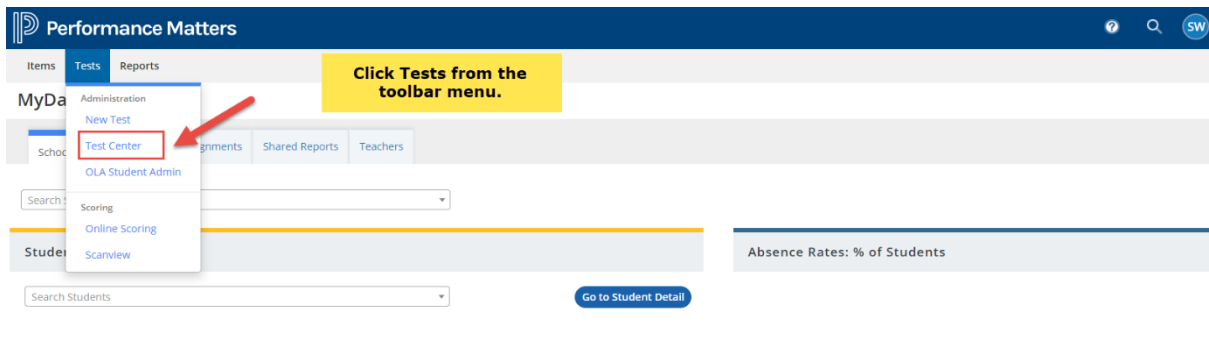 Performance Matters
SW
Items Tests Reports
Click Tests from the
toolbar menu.
MyDa
Administration
New Test
Test Center
Schoo
gnments Shared Reports Teachers
OLA Student Admin
Search
Scoring
Online Scoring
Studen
Scanview
Absence Rates: % of Students
Search Students
Go to Student Detail